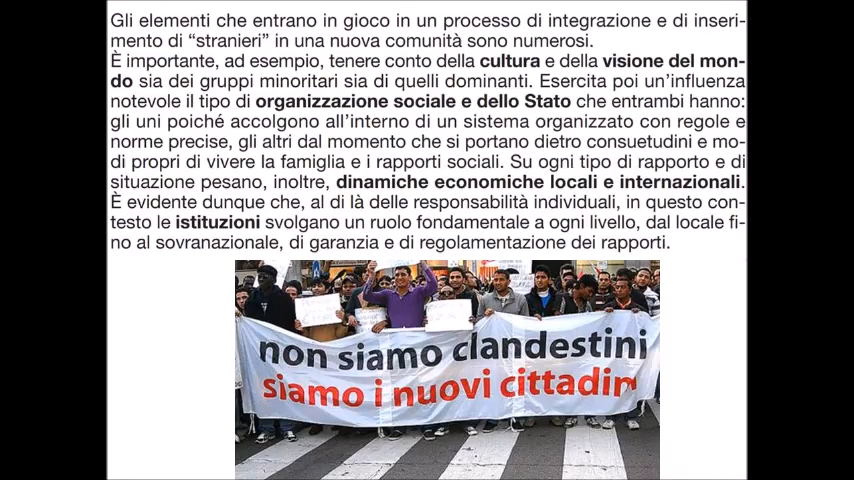 Gli elementi che entrano in gioco in un processo di integrazione e di inseri-
mento di “stranieri” in una nuova comunità sono numerosi.
È importante, ad esempio, tenere conto della cultura e della visione del mon-
do sia dei gruppi minoritari sia di quelli dominanti. Esercita poi un’influenza
notevole il tipo di organizzazione sociale e dello Stato che entrambi hanno:
gli uni poiché accolgono all’interno di un sistema organizzato con regole e
norme precise, gli altri dal momento che si portano dietro consuetudini e mo-
di propri di vivere la famiglia e i rapporti sociali. Su ogni tipo di rapporto e di
situazione pesano, inoltre, dinamiche economiche locali e internazionali.
È evidente dunque che, al di là delle responsabilità individuali, in questo con-
testo le istituzioni svolgano un ruolo fondamentale a ogni livello, dal locale fi-
no al sovranazionale, di garanzia e di regolamentazione dei rapporti.
non siamo clandestini
siamo i nuovi cittadin